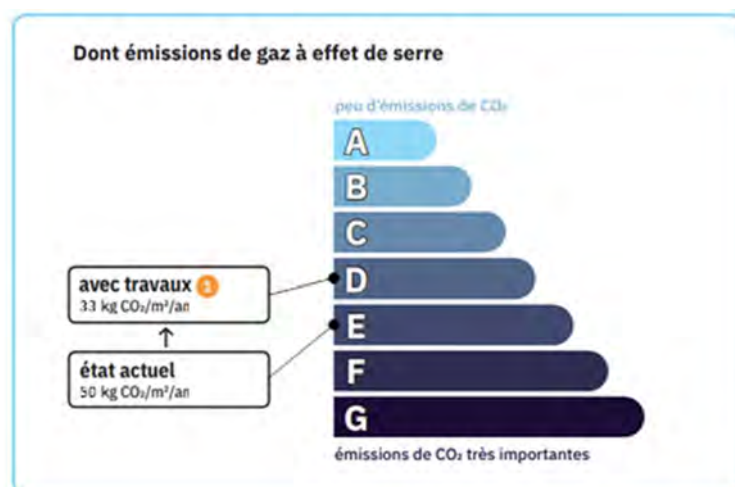 Dont émissions de gaz à effet de serre
peu d'émissions de CO₂
A
B
C
D
E
F
G
avec travaux 1
33 kg CO₂/m²/an
↑
état actuel
50 kg CO₂/m²/an
émissions de CO₂ très importantes